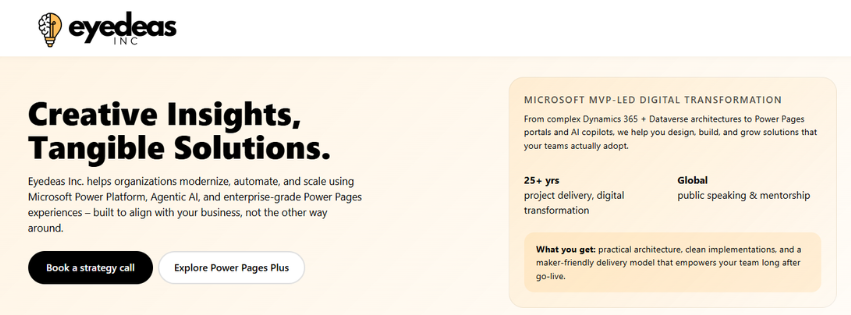 eyedeas
INC
Creative Insights,
Tangible Solutions.
Eyedeas Inc. helps organizations modernize, automate, and scale using
Microsoft Power Platform, Agentic AI, and enterprise-grade Power Pages
experiences – built to align with your business, not the other way
around.
Book a strategy call
Explore Power Pages Plus
MICROSOFT MVP-LED DIGITAL TRANSFORMATION
From complex Dynamics 365 + Dataverse architectures to Power Pages
portals and AI copilots, we help you design, build, and grow solutions that
your teams actually adopt.
25+ yrs
project delivery, digital
transformation
Global
public speaking & mentorship
What you get: practical architecture, clean implementations, and a
maker-friendly delivery model that empowers your team long after
go-live.